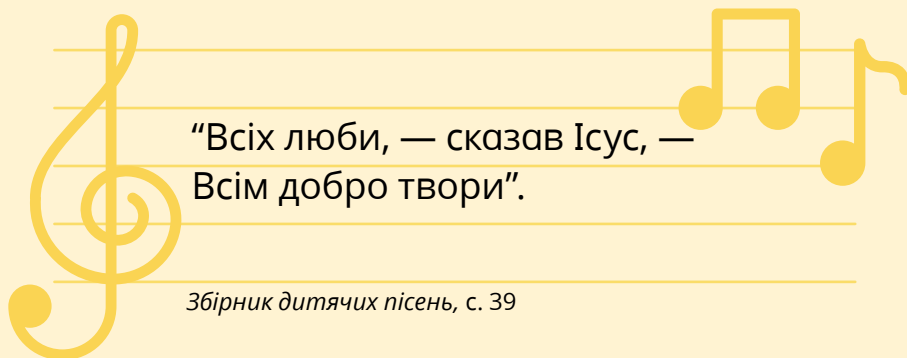 “Всіх люби, — сказав Ісус, —
Всім добро твори”.
Збірник дитячих пісень, с. 39